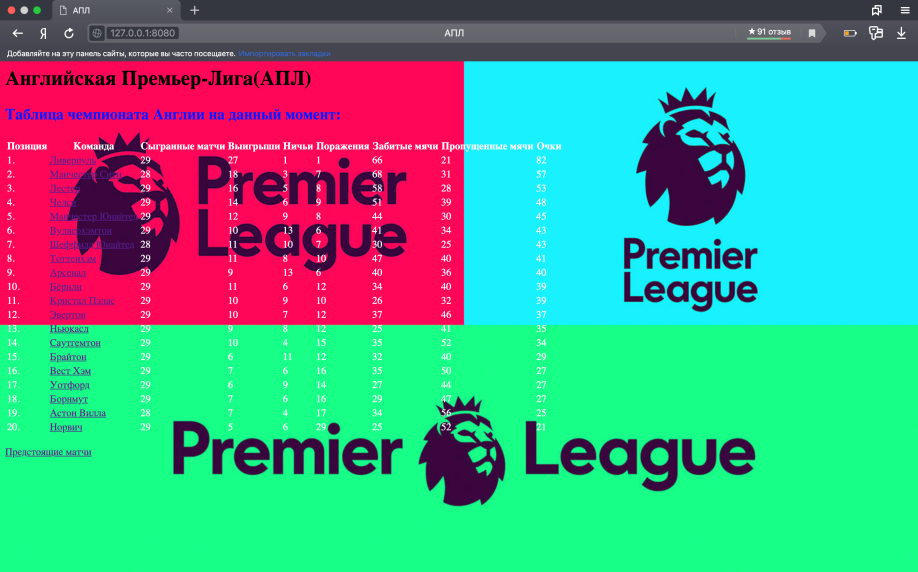 АПЛ
127.0.0.1:8080
АПЛ
★ 91 отзыв
Добавляйте на эту панель сайты, которые вы часто посещаете. Импортировать закладки
Английская Премьер-Лига(АПЛ)
Таблица чемпионата Англии на данный момент:
Позиция Команда Сыгранные матчи Выигрыши Ничьи Поражения Забитые мячи Пропущенные мячи Очки
1. Ливерпуль 29 27 1 1 66 21 82
2. Манчестер Сити 28 18 3 7 68 31 57
3. Лестер 29 16 5 8 58 28 53
4. Челси 29 14 6 9 51 39 48
5. Манчестер Юнайтед 29 12 9 8 44 30 45
6. Вулверхэмптон 29 10 13 6 41 34 43
7. Шеффилд Юнайтед 28 11 10 7 30 25 43
8. Тоттенхэм 29 11 8 10 47 40 41
9. Арсенал 29 9 13 6 40 36 40
10. Бёрнли 29 11 6 12 34 40 39
11. Кристал Пэлас 29 10 9 10 26 32 39
12. Эвертон 29 10 7 12 37 46 37
13. Ньюкасл 29 9 8 12 25 41 35
14. Саутгемтон 29 10 4 15 35 52 34
15. Брайтон 29 6 11 12 32 40 29
16. Вест Хэм 29 7 6 16 35 50 27
17. Уотфорд 29 6 9 14 27 44 27
18. Борнмут 29 7 6 16 29 47 27
19. Астон Вилла 28 7 4 17 34 56 25
20. Норвич 29 5 6 29 25 52 21
Предстоящие матчи
Premier
League
Premier
League
Premier League